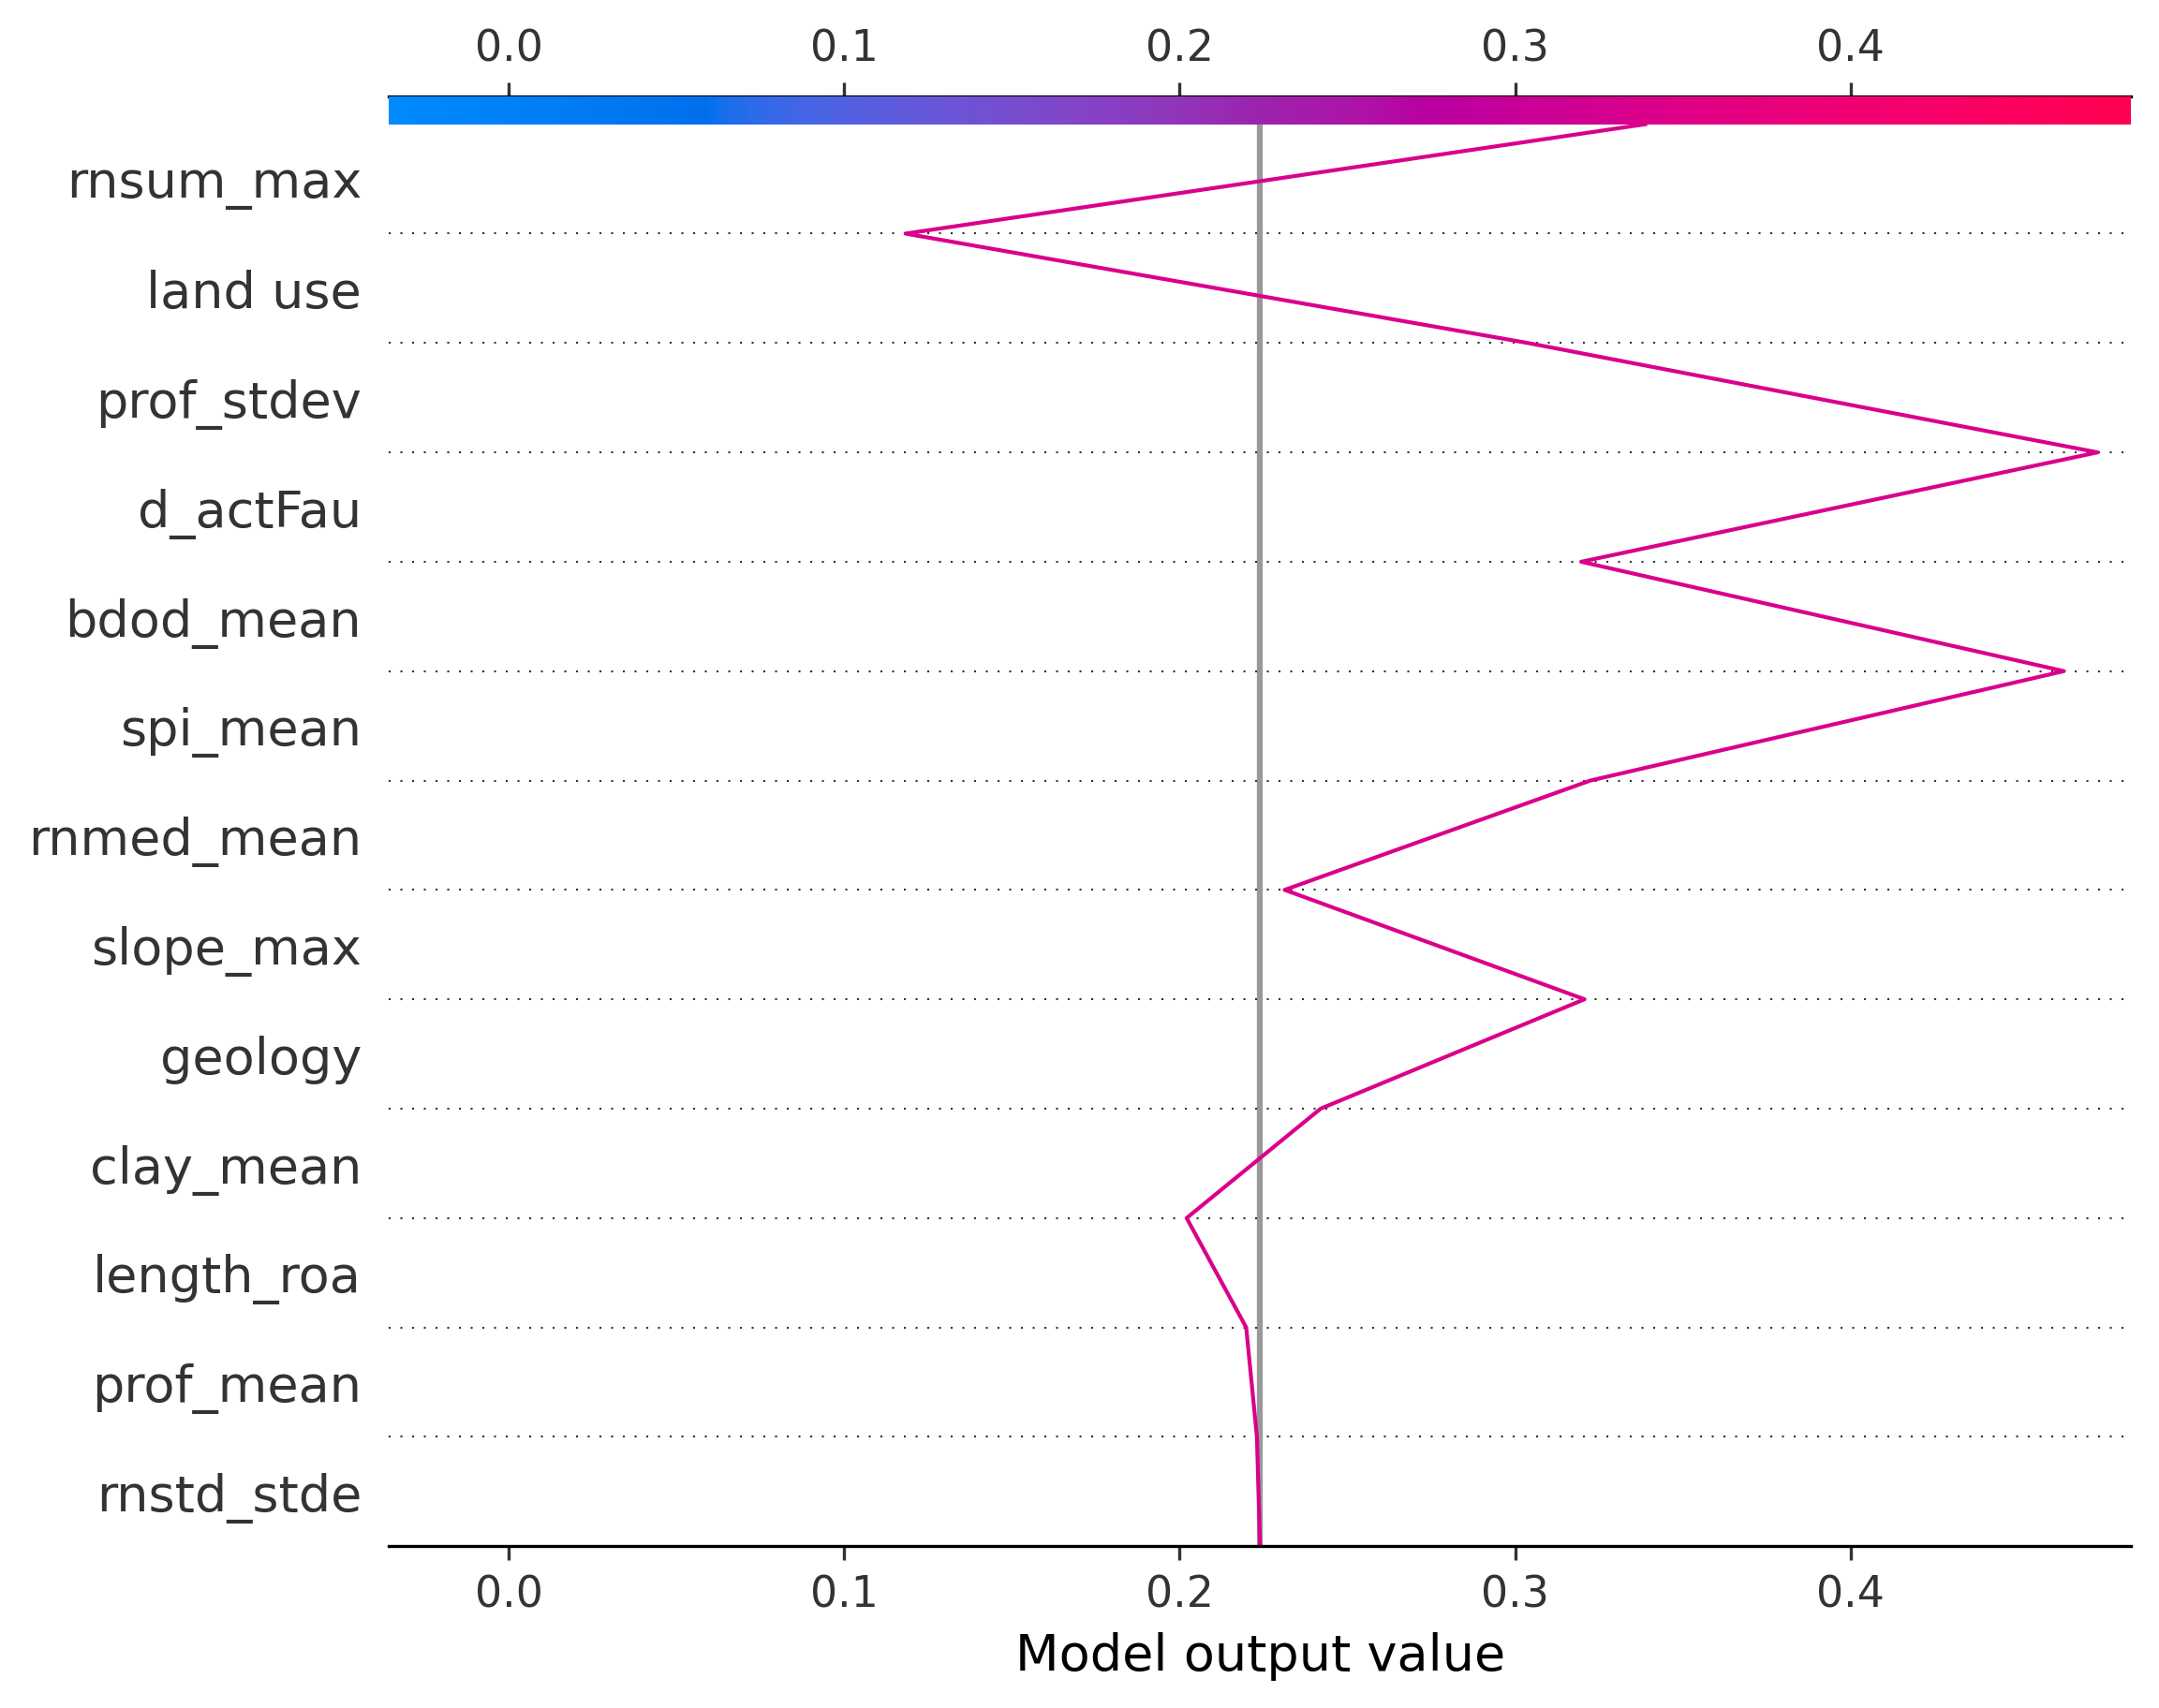 0.0 0.1 0.2 0.3 0.4
rnsum_max
land use
prof_stdev
d_actFau
bdod_mean
spi_mean
rnmed_mean
slope_max
geology
clay_mean
length_roa
prof_mean
rnstd_stde
0.0 0.1 0.2 0.3 0.4
Model output value